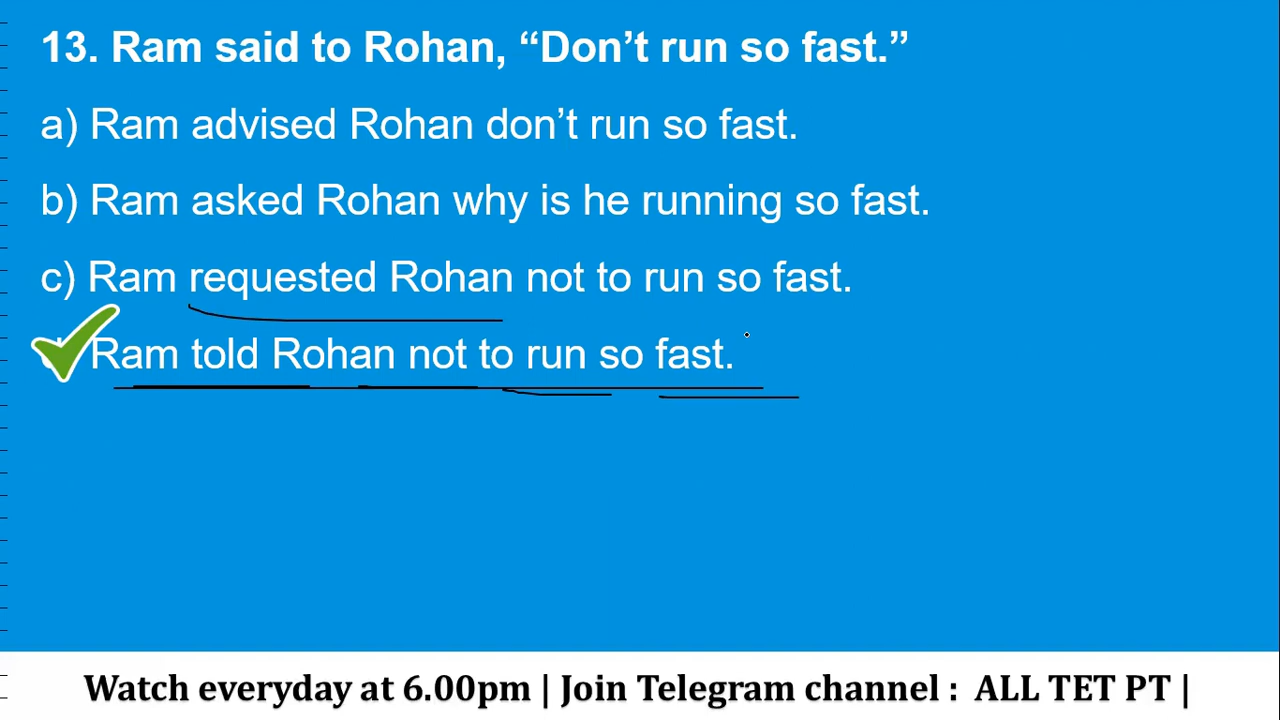 13. Ram said to Rohan, “Don’t run so fast.”
a) Ram advised Rohan don’t run so fast.
b) Ram asked Rohan why is he running so fast.
c) Ram requested Rohan not to run so fast.
Ram told Rohan not to run so fast.
Watch everyday at 6.00pm | Join Telegram channel : ALL TET PT |